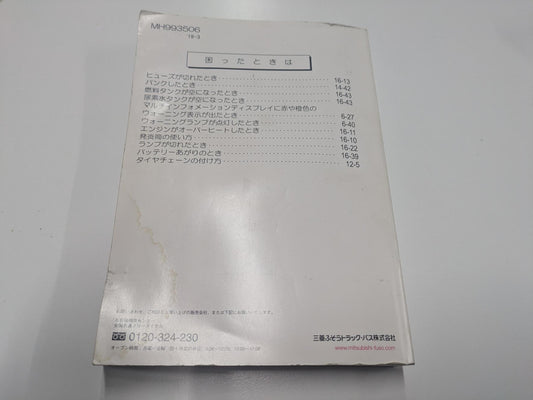 MH993506
18-3
困ったときは
ヒューズが切れたとき 16-13
パンクしたとき 14-42
燃料タンクが空になったとき 16-43
尿素水タンクが空になったとき 16-43
マルチインフォメーションディスプレイに赤や橙色の
ウォーニング表示が出たとき 6-27
ウォーニングランプが点灯したとき 6-40
エンジンがオーバーヒートしたとき 16-11
発炎筒の使い方 16-10
ランプが切れたとき 16-22
バッテリーあがりのとき 16-39
タイヤチェーンの付け方 12-5
0120-324-230
三菱ふそうトラック・バス株式会社
www.mitsubishi-fuso.com